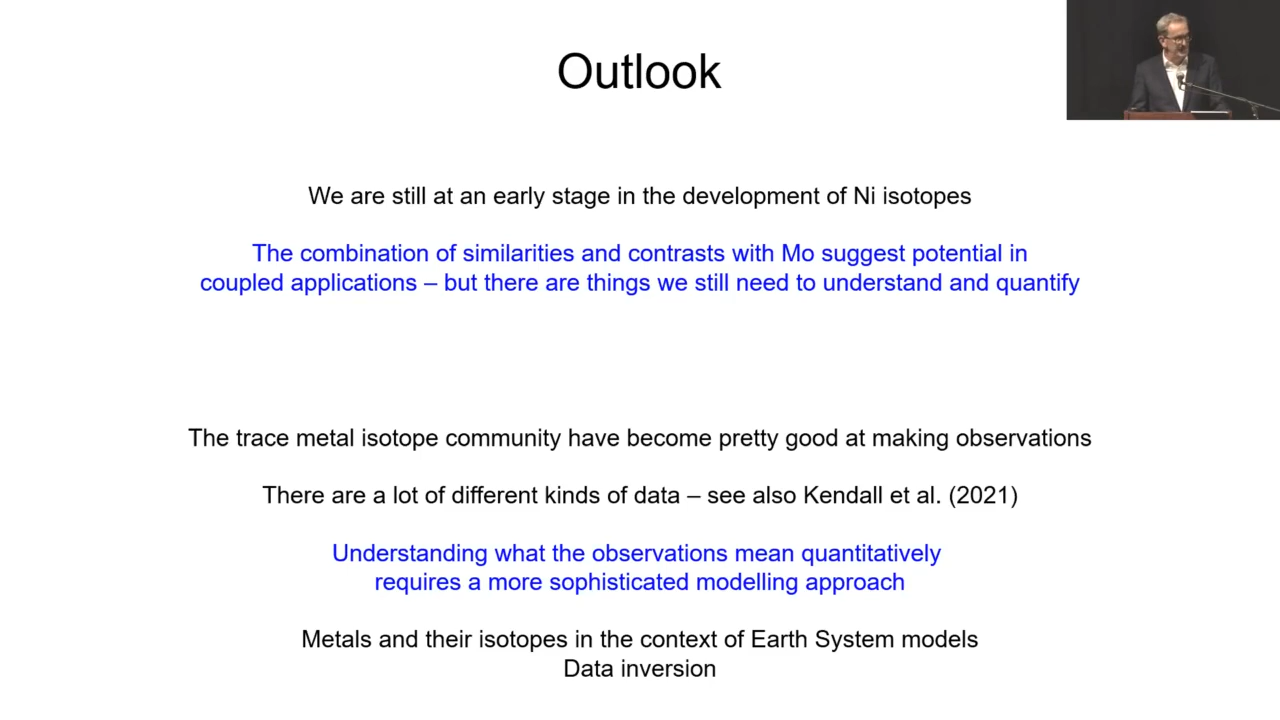 Outlook
We are still at an early stage in the development of Ni isotopes
The combination of similarities and contrasts with Mo suggest potential in
coupled applications – but there are things we still need to understand and quantify
The trace metal isotope community have become pretty good at making observations
There are a lot of different kinds of data – see also Kendall et al. (2021)
Understanding what the observations mean quantitatively
requires a more sophisticated modelling approach
Metals and their isotopes in the context of Earth System models
Data inversion